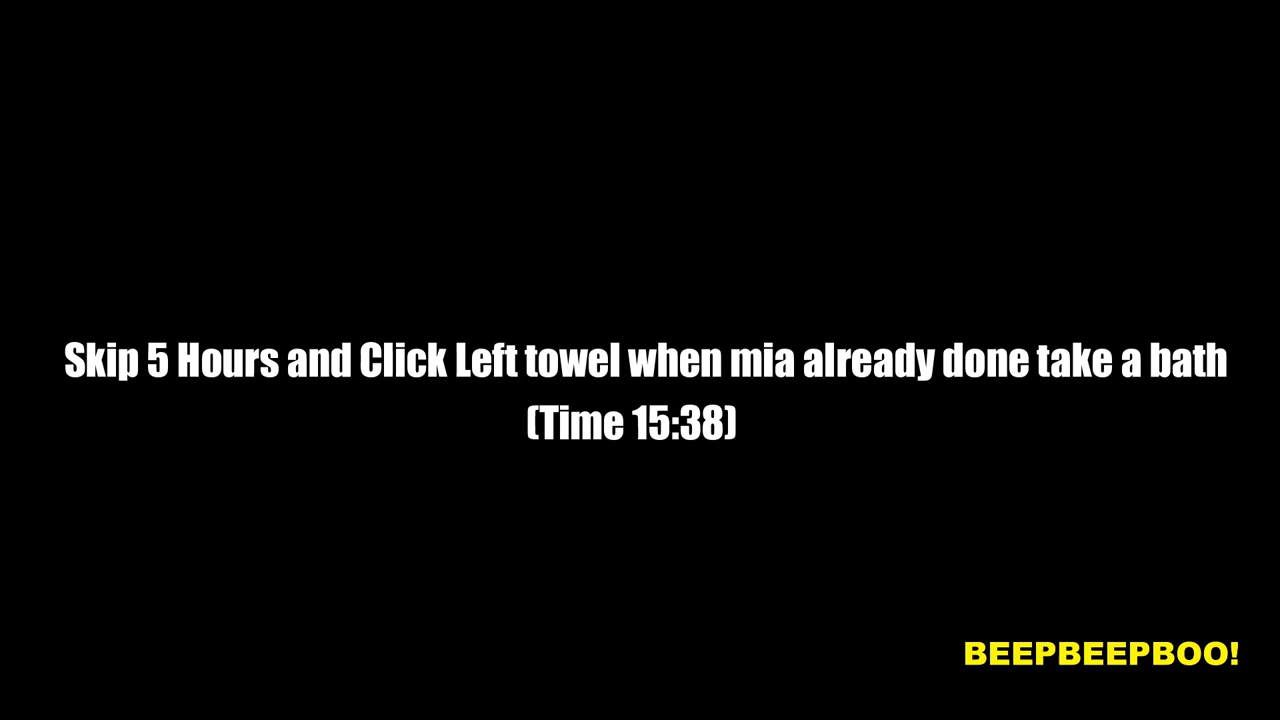 Skip 5 Hours and Click Left towel when mia already done take a bath
(Time 15:38)
BEEPBEEPBOO!